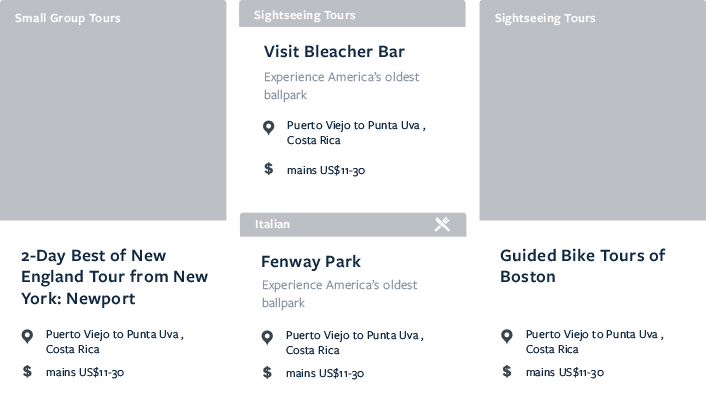 Small Group Tours
2-Day Best of New
England Tour from New
York: Newport
Puerto Viejo to Punta Uva ,
Costa Rica
$ mains US$11-30
Sightseeing Tours
Visit Bleacher Bar
Experience America’s oldest
ballpark
Puerto Viejo to Punta Uva ,
Costa Rica
$ mains US$11-30
Italian
Fenway Park
Experience America’s oldest
ballpark
Puerto Viejo to Punta Uva ,
Costa Rica
$ mains US$11-30
Sightseeing Tours
Guided Bike Tours of
Boston
Puerto Viejo to Punta Uva ,
Costa Rica
$ mains US$11-30